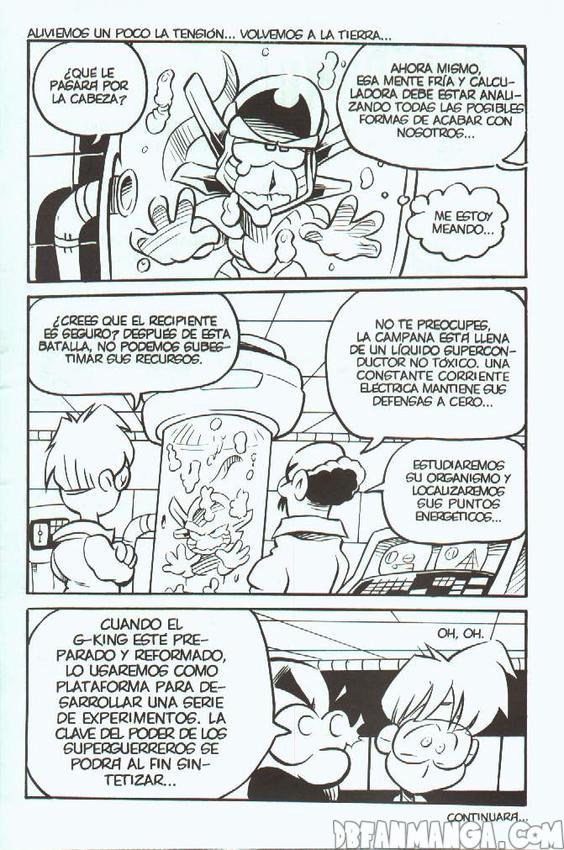 ALIVIEMOS UN POCO LA TENSIÓN... VOLVEMOS A LA TIERRA...
¿QUÉ LE
PASARÁ POR
LA CABEZA?
AHORA MISMO,
ESA MENTE FRÍA Y CALCU-
LADORA DEBE ESTAR ANALI-
ZANDO TODAS LAS POSIBLES
FORMAS DE ACABAR CON
NOSOTROS...
ME ESTOY
MEANDO...
¿CREES QUE EL RECIPIENTE
ES SEGURO? DESPUÉS DE ESTA
BATALLA, NO PODEMOS SUBES-
TIMAR SUS RECURSOS.
NO TE PREOCUPES,
LA CAMPANA ESTÁ LLENA
DE UN LÍQUIDO SUPERCON-
DUCTOR NO TÓXICO. UNA
CONSTANTE CORRIENTE
ELÉCTRICA MANTIENE SUS
DEFENSAS A CERO...
ESTUDIAREMOS
SU ORGANISMO Y
LOCALIZAREMOS
SUS PUNTOS
ENERGÉTICOS...
CUANDO EL
G-KING ESTÉ PRE-
PARADO Y REFORMADO,
LO USAREMOS COMO
PLATAFORMA PARA DE-
SARROLLAR UNA SERIE
DE EXPERIMENTOS. LA
CLAVE DEL PODER DE LOS
SUPERGUERREROS SE
PODRÁ AL FIN SIN-
TETIZAR...
OH, OH.
CONTINUARÁ...
DBFANMANGA.COM